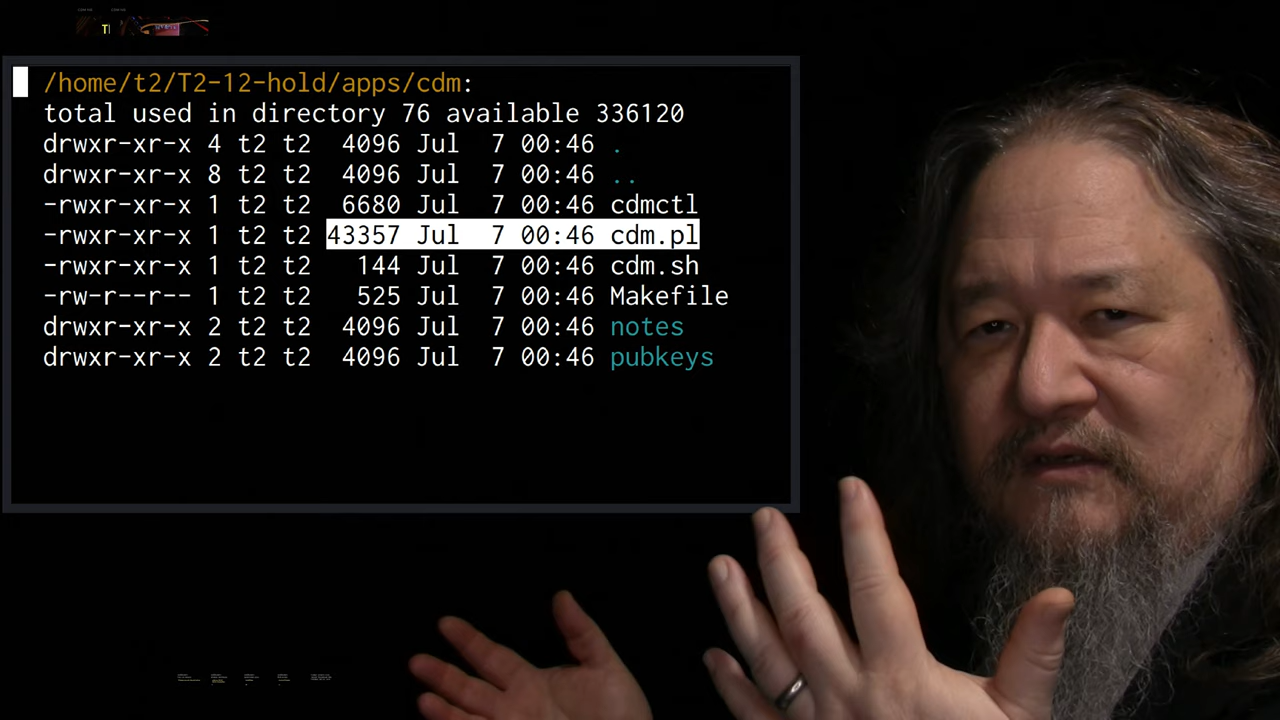 /home/t2/T2-12-hold/apps/cdm:
total used in directory 76 available 336120
drwxr-xr-x 4 t2 t2  4096 Jul  7 00:46 .
drwxr-xr-x 8 t2 t2  4096 Jul  7 00:46 ..
-rwxr-xr-x 1 t2 t2  6680 Jul  7 00:46 cdmctl
-rwxr-xr-x 1 t2 t2 43357 Jul  7 00:46 cdm.pl
-rwxr-xr-x 1 t2 t2   144 Jul  7 00:46 cdm.sh
-rw-r--r-- 1 t2 t2   525 Jul  7 00:46 Makefile
drwxr-xr-x 2 t2 t2  4096 Jul  7 00:46 notes
drwxr-xr-x 2 t2 t2  4096 Jul  7 00:46 pubkeys